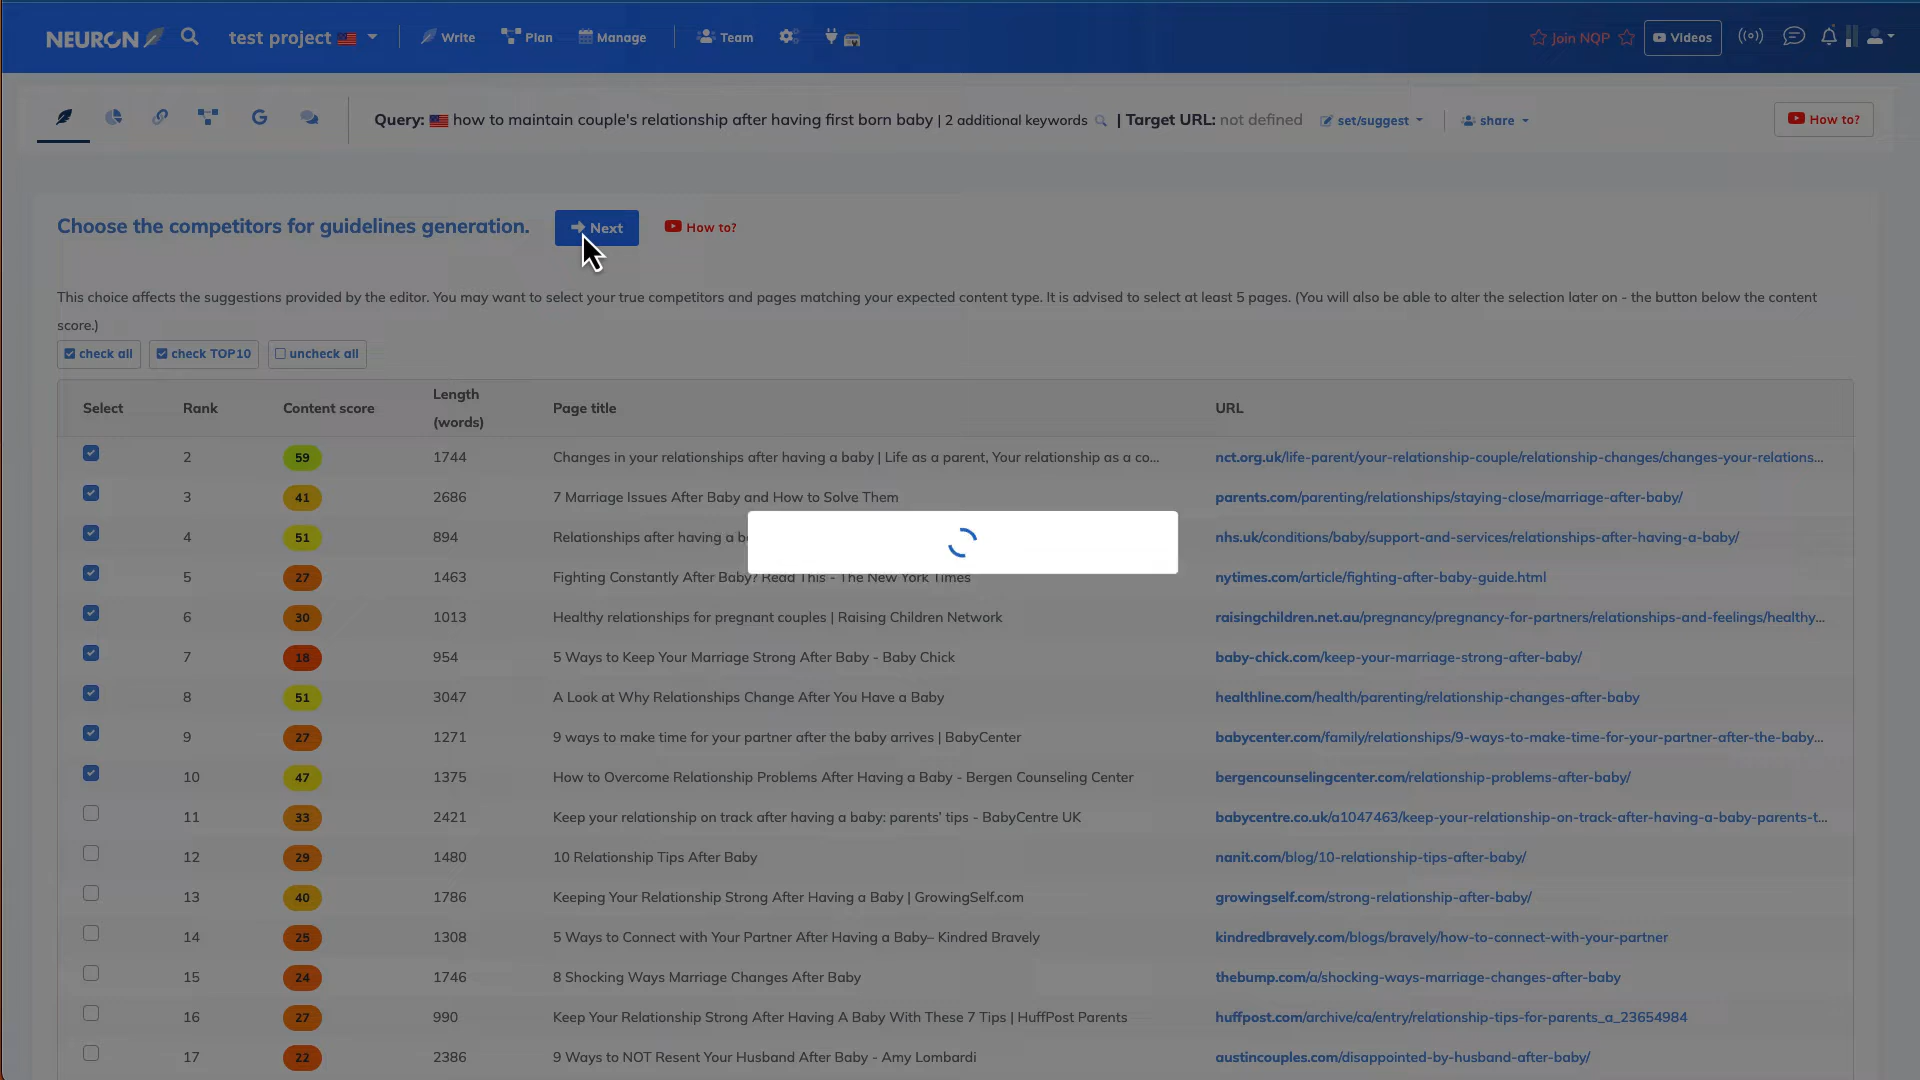 NEURON test project Write Plan Manage Team Join NQP Videos
Query: how to maintain couple's relationship after having first born baby | 2 additional keywords | Target URL: not defined set/suggest share How to?
Choose the competitors for guidelines generation. Next How to?
This choice affects the suggestions provided by the editor. You may want to select your true competitors and pages matching your expected content type. It is advised to select at least 5 pages. (You will also be able to alter the selection later on - the button below the content
score.)
check all check TOP10 uncheck all
Select Rank Content score Length (words) Page title URL
2 59 1744 Changes in your relationships after having a baby | Life as a parent, Your relationship as a co... nct.org.uk/life-parent/your-relationship-couple/relationship-changes/changes-your-relations...
3 41 2686 7 Marriage Issues After Baby and How to Solve Them parents.com/parenting/relationships/staying-close/marriage-after-baby/
4 51 894 Relationships after having a b nhs.uk/conditions/baby/support-and-services/relationships-after-having-a-baby/
5 27 1463 Fighting Constantly After Baby? Read This - The New York Times nytimes.com/article/fighting-after-baby-guide.html
6 30 1013 Healthy relationships for pregnant couples | Raising Children Network raisingchildren.net.au/pregnancy/pregnancy-for-partners/relationships-and-feelings/healthy...
7 18 954 5 Ways to Keep Your Marriage Strong After Baby - Baby Chick baby-chick.com/keep-your-marriage-strong-after-baby/
8 51 3047 A Look at Why Relationships Change After You Have a Baby healthline.com/health/parenting/relationship-changes-after-baby
9 27 1271 9 ways to make time for your partner after the baby arrives | BabyCenter babycenter.com/family/relationships/9-ways-to-make-time-for-your-partner-after-the-baby...
10 47 1375 How to Overcome Relationship Problems After Having a Baby - Bergen Counseling Center bergencounselingcenter.com/relationship-problems-after-baby/
11 33 2421 Keep your relationship on track after having a baby: parents' tips - BabyCentre UK babycentre.co.uk/a1047463/keep-your-relationship-on-track-after-having-a-baby-parents-t...
12 29 1480 10 Relationship Tips After Baby nanit.com/blog/10-relationship-tips-after-baby/
13 40 1786 Keeping Your Relationship Strong After Having a Baby | GrowingSelf.com growingself.com/strong-relationship-after-baby/
14 25 1308 5 Ways to Connect with Your Partner After Having a Baby– Kindred Bravely kindredbravely.com/blogs/bravely/how-to-connect-with-your-partner
15 24 1746 8 Shocking Ways Marriage Changes After Baby thebump.com/a/shocking-ways-marriage-changes-after-baby
16 27 990 Keep Your Relationship Strong After Having A Baby With These 7 Tips | HuffPost Parents huffpost.com/archive/ca/entry/relationship-tips-for-parents_a_23654984
17 22 2386 9 Ways to NOT Resent Your Husband After Baby - Amy Lombardi austincouples.com/disappointed-by-husband-after-baby/